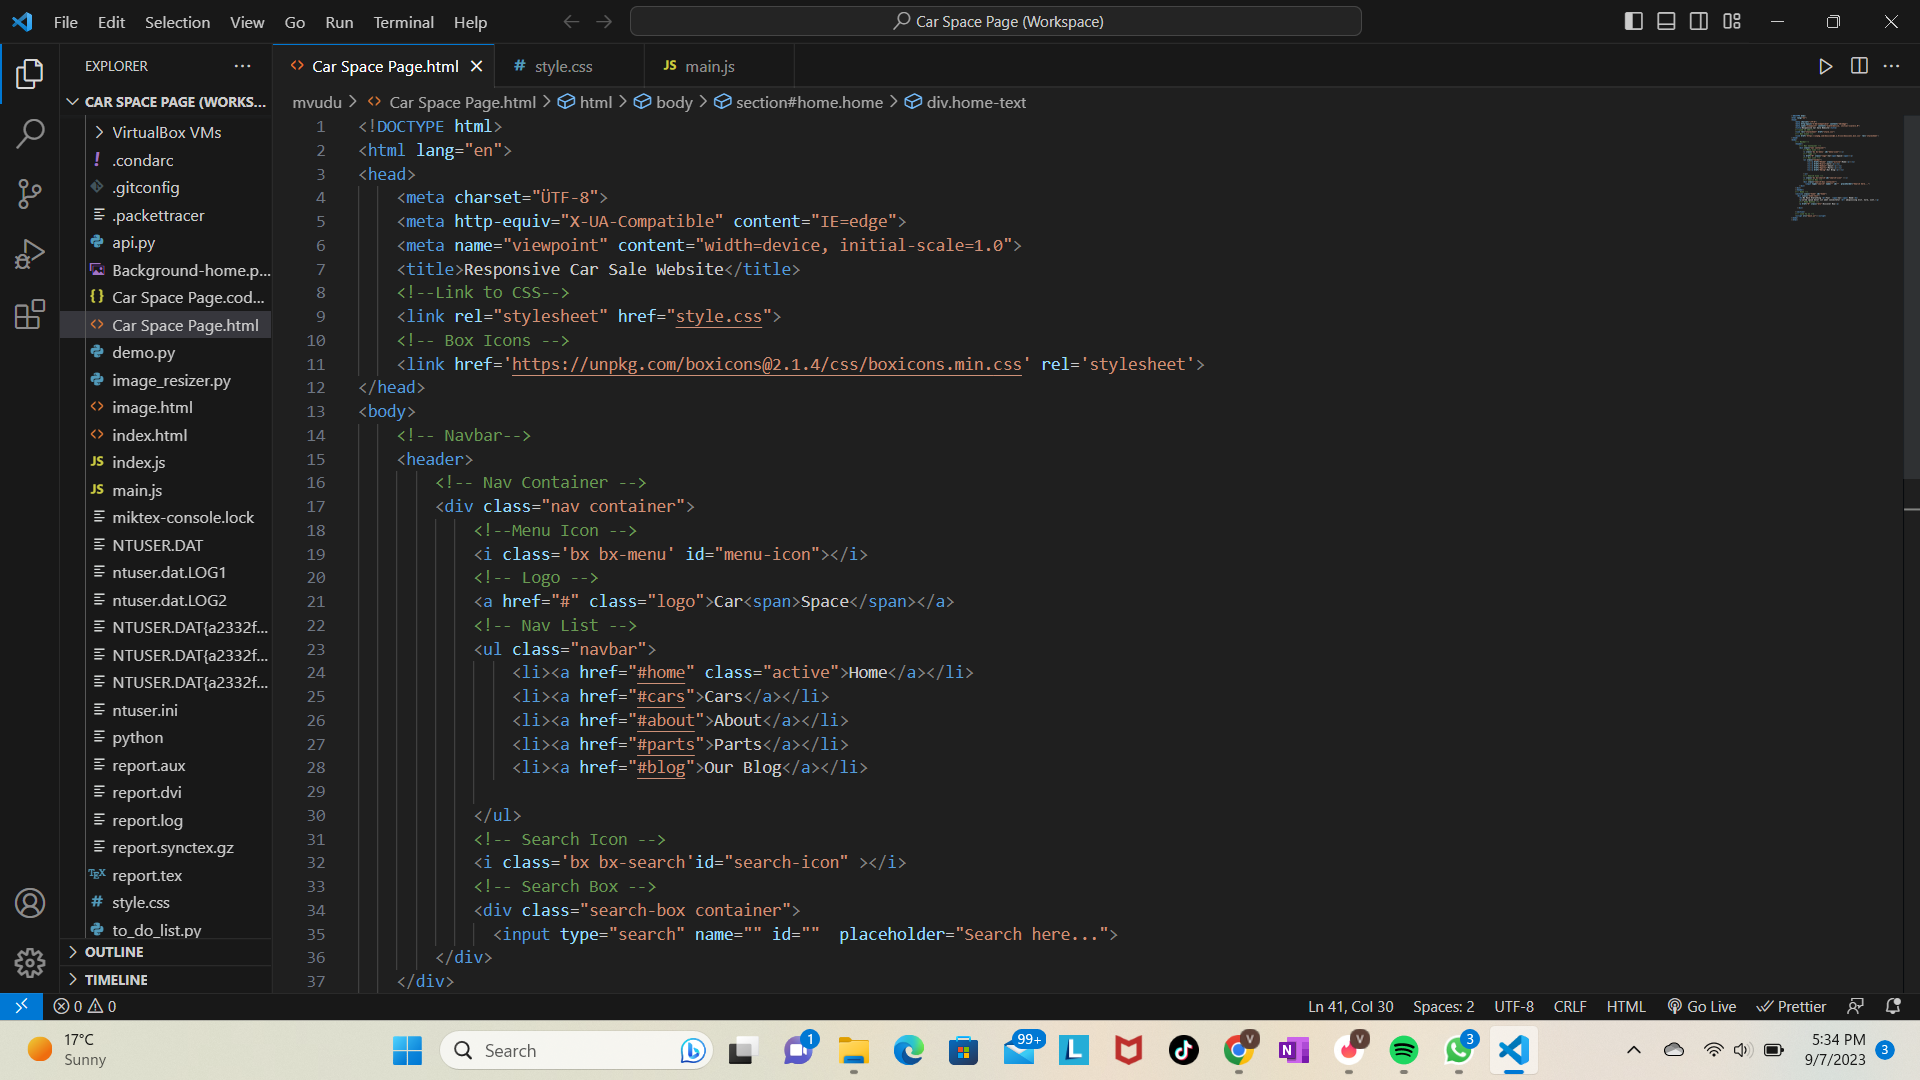 File Edit Selection View Go Run Terminal Help
Car Space Page (Workspace)
EXPLORER
CAR SPACE PAGE (WORKS...
VirtualBox VMs
.condarc
.gitconfig
.packettracer
api.py
Background-home.p...
Car Space Page.cod...
Car Space Page.html
demo.py
image_resizer.py
image.html
index.html
index.js
main.js
miktex-console.lock
NTUSER.DAT
ntuser.dat.LOG1
ntuser.dat.LOG2
NTUSER.DAT{a2332f...
NTUSER.DAT{a2332f...
NTUSER.DAT{a2332f...
ntuser.ini
python
report.aux
report.dvi
report.log
report.synctex.gz
report.tex
style.css
to_do_list.py
OUTLINE
TIMELINE
Car Space Page.html style.css main.js
mvudu > Car Space Page.html > html > body > section#home.home > div.home-text
1 <!DOCTYPE html>
2 <html lang="en">
3 <head>
4 <meta charset="ÜTF-8">
5 <meta http-equiv="X-UA-Compatible" content="IE=edge">
6 <meta name="viewpoint" content="width=device, initial-scale=1.0">
7 <title>Responsive Car Sale Website</title>
8 <!--Link to CSS-->
9 <link rel="stylesheet" href="style.css">
10 <!-- Box Icons -->
11 <link href='https://unpkg.com/boxicons@2.1.4/css/boxicons.min.css' rel='stylesheet'>
12 </head>
13 <body>
14 <!-- Navbar-->
15 <header>
16 <!-- Nav Container -->
17 <div class="nav container">
18 <!--Menu Icon -->
19 <i class='bx bx-menu' id="menu-icon"></i>
20 <!-- Logo -->
21 <a href="#" class="logo">Car<span>Space</span></a>
22 <!-- Nav List -->
23 <ul class="navbar">
24 <li><a href="#home" class="active">Home</a></li>
25 <li><a href="#cars">Cars</a></li>
26 <li><a href="#about">About</a></li>
27 <li><a href="#parts">Parts</a></li>
28 <li><a href="#blog">Our Blog</a></li>
29
30 </ul>
31 <!-- Search Icon -->
32 <i class='bx bx-search'id="search-icon" ></i>
33 <!-- Search Box -->
34 <div class="search-box container">
35 <input type="search" name="" id=""  placeholder="Search here...">
36 </div>
37 </div>
0 0 Ln 41, Col 30 Spaces: 2 UTF-8 CRLF HTML Go Live Prettier
17°C
Sunny
Search
1
99+
V
V
3
5:34 PM
9/7/2023
3